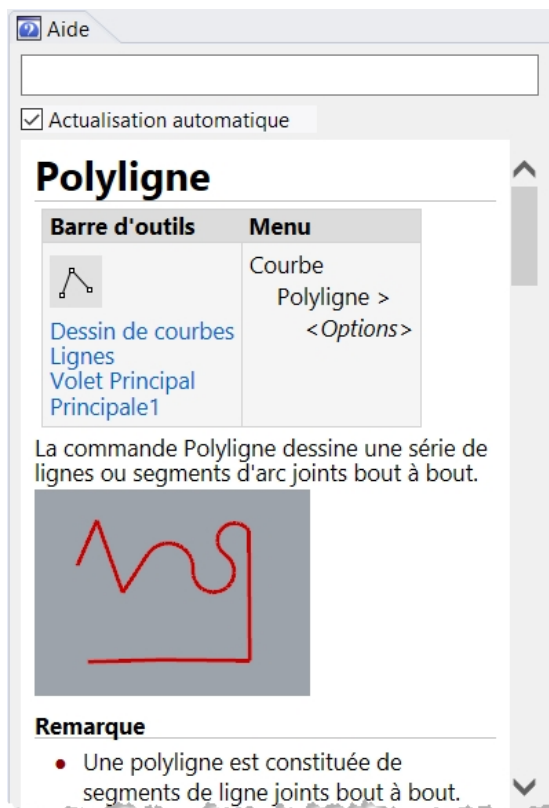 Aide
Actualisation automatique
Polyligne
Barre d'outils
Menu
Dessin de courbes
Lignes
Volet Principal
Principale1
Courbe
Polyligne >
<Options>
La commande Polyligne dessine une série de
lignes ou segments d'arc joints bout à bout.
Remarque
• Une polyligne est constituée de
segments de ligne joints bout à bout.